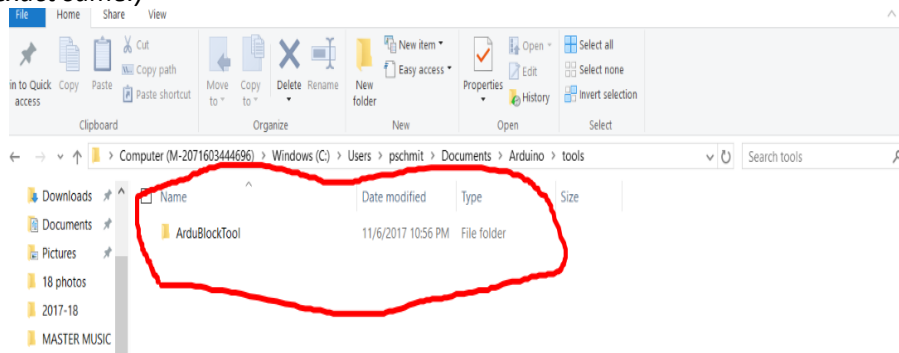 File Home Share View
in to Quick access
Copy
Paste
Cut
Copy path
Paste shortcut
Clipboard
Move to
Copy to
Delete
Rename
Organize
New folder
New item
Easy access
New
Properties
Open
Edit
History
Open
Select all
Select none
Invert selection
Select
Computer (M-2071603444696) > Windows (C:) > Users > pschmit > Documents > Arduino > tools
Search tools
Downloads
Documents
Pictures
18 photos
2017-18
MASTER MUSIC
Name Date modified Type Size
ArduBlockTool 11/6/2017 10:56 PM File folder